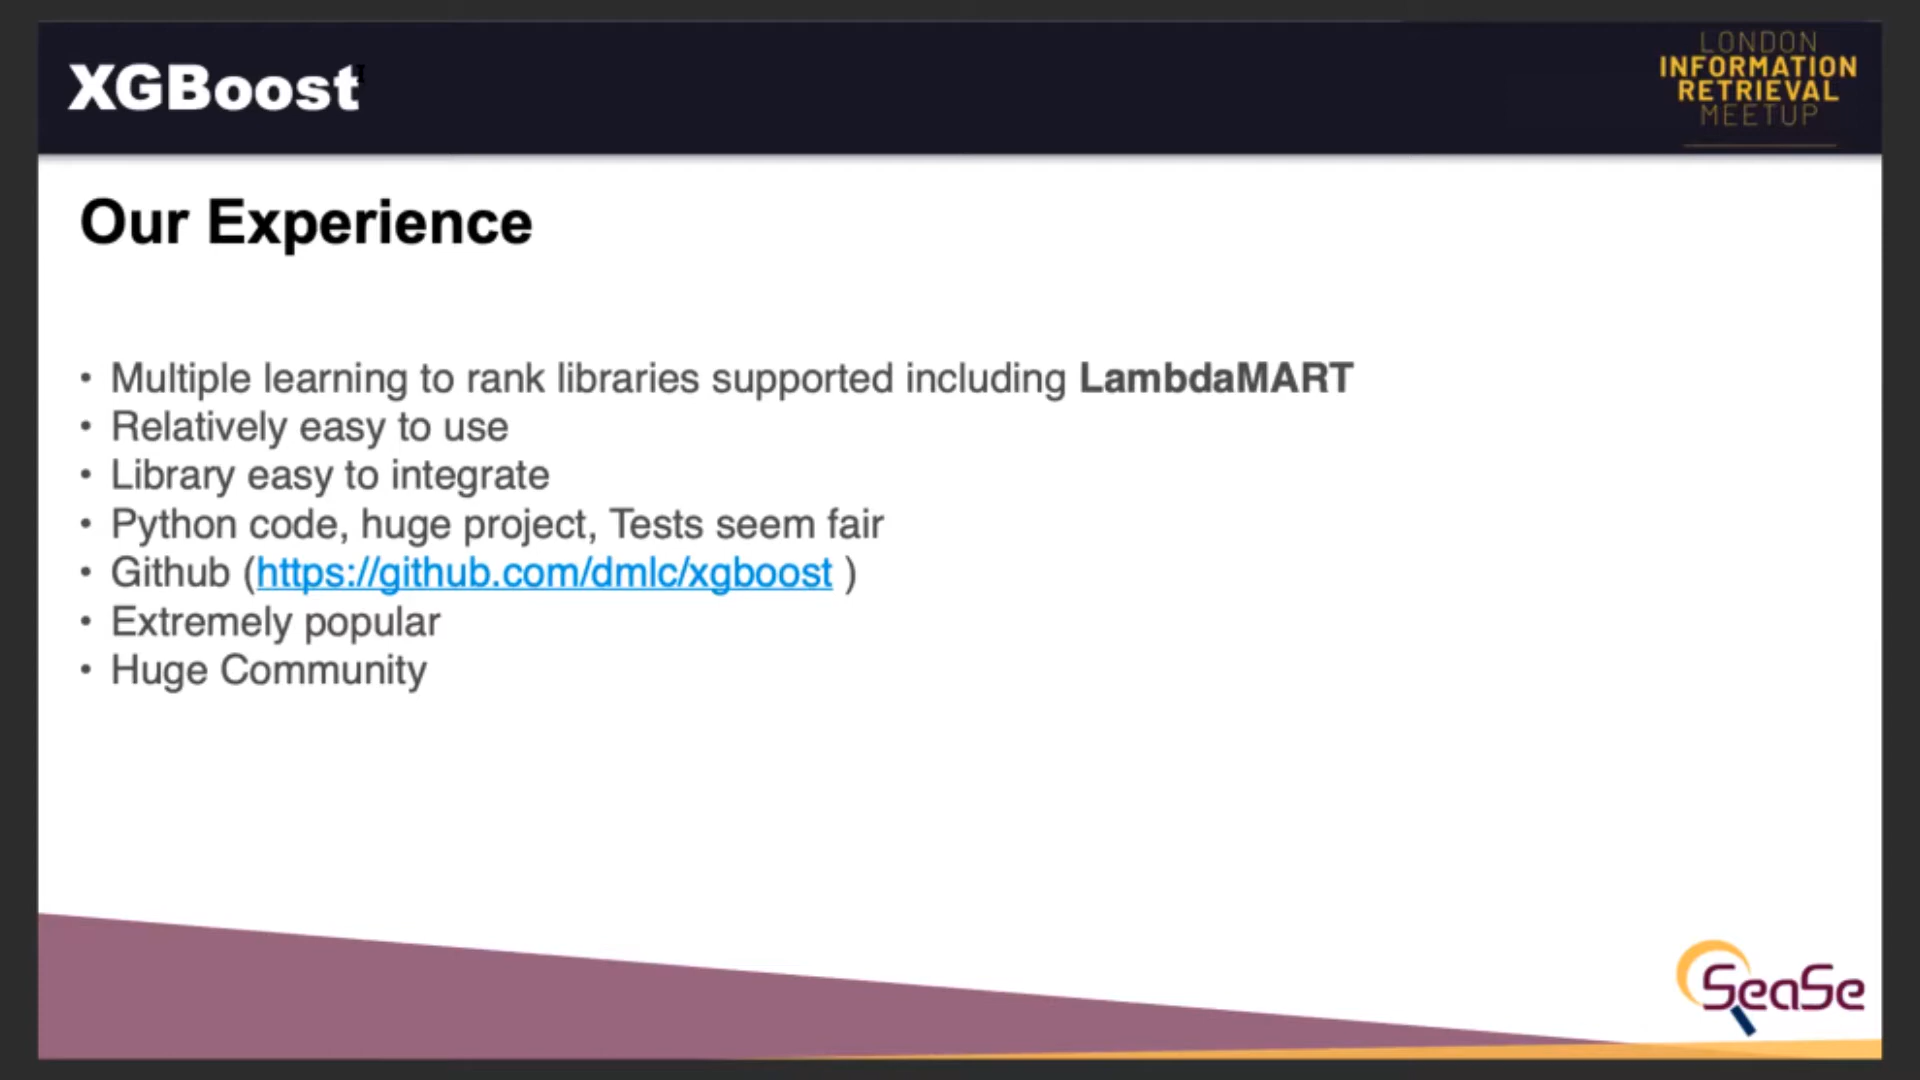 XGBoost
LONDON
INFORMATION
RETRIEVAL
MEETUP
Our Experience
• Multiple learning to rank libraries supported including LambdaMART
• Relatively easy to use
• Library easy to integrate
• Python code, huge project, Tests seem fair
• Github (https://github.com/dmlc/xgboost )
• Extremely popular
• Huge Community
SeaSe